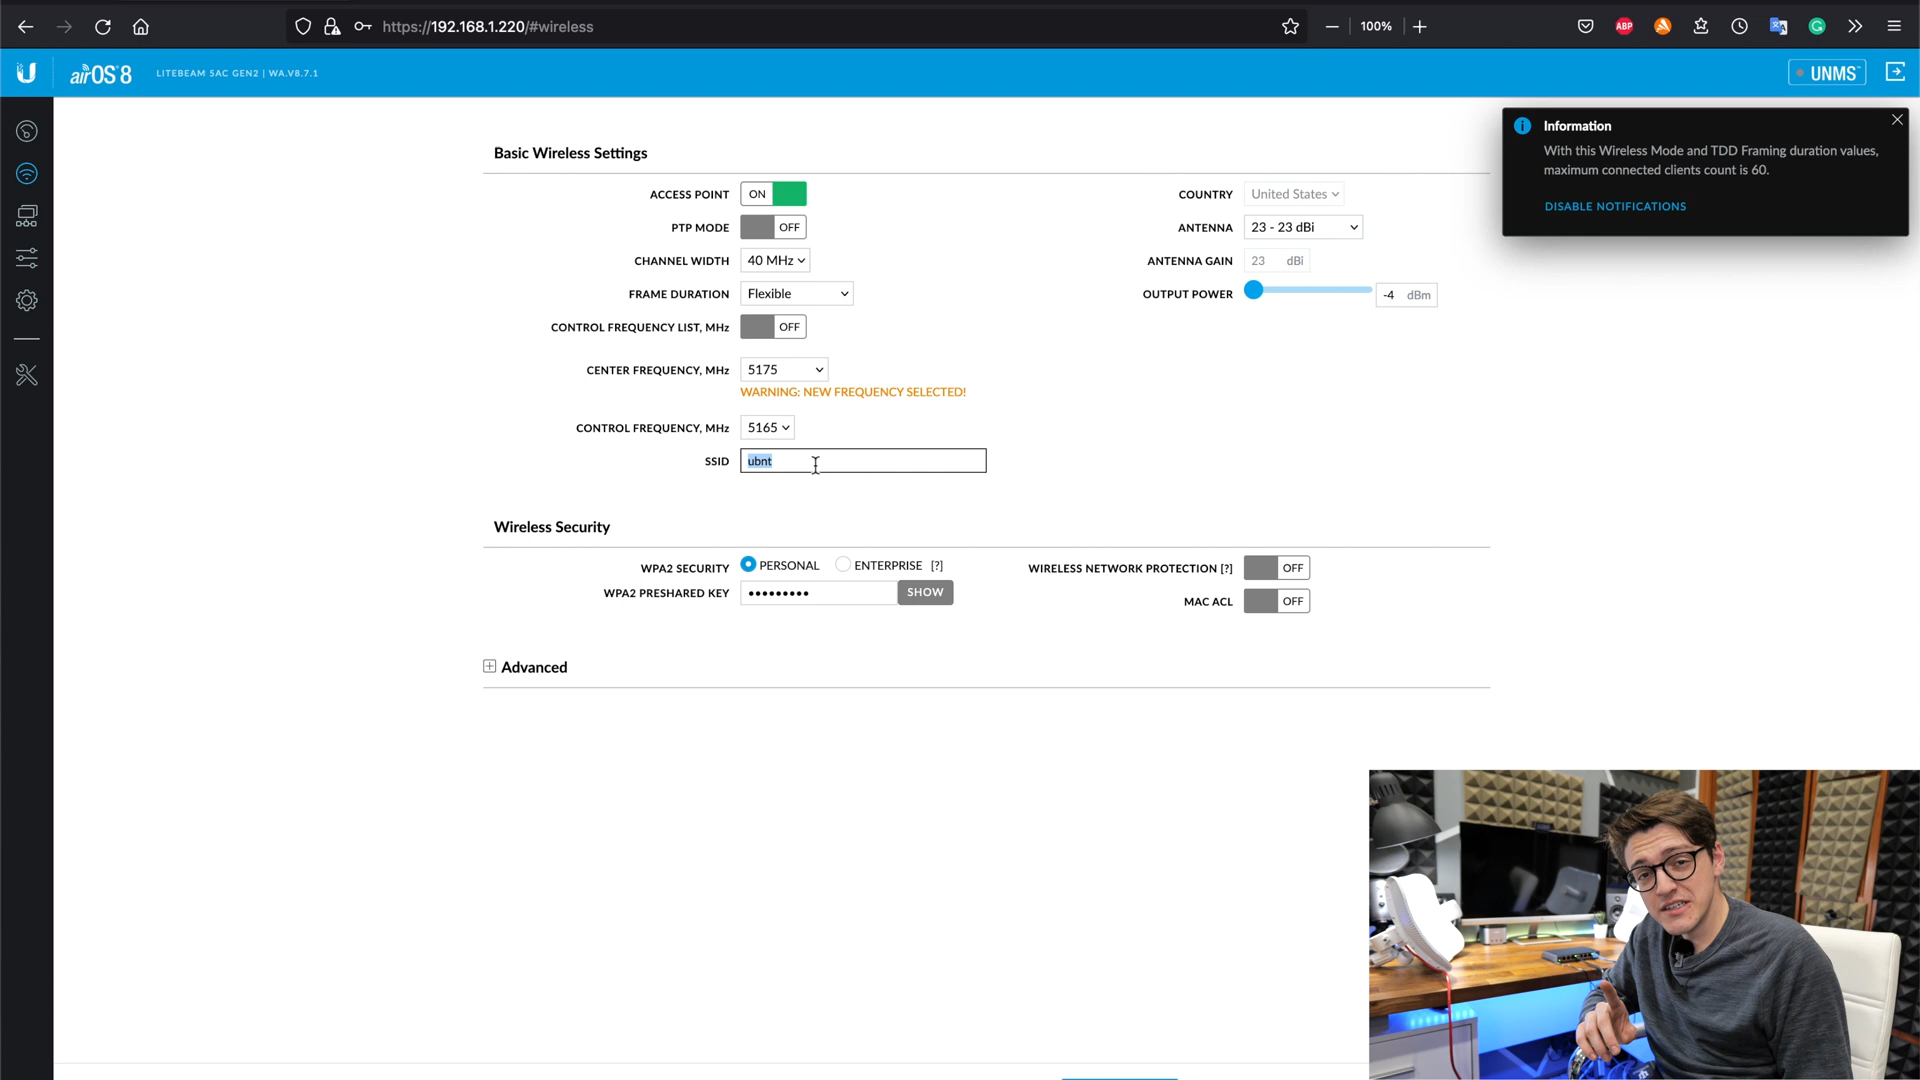 https://192.168.1.220/#wireless
100%
ABP
airOS 8
LITEBEAM 5AC GEN2 | WA.V8.7.1
UNMS
Information
With this Wireless Mode and TDD Framing duration values,
maximum connected clients count is 60.
DISABLE NOTIFICATIONS
Basic Wireless Settings
ACCESS POINT ON
PTP MODE OFF
CHANNEL WIDTH 40 MHz
FRAME DURATION Flexible
CONTROL FREQUENCY LIST, MHz OFF
CENTER FREQUENCY, MHz 5175
WARNING: NEW FREQUENCY SELECTED!
CONTROL FREQUENCY, MHz 5165
SSID ubnt
COUNTRY United States
ANTENNA 23 - 23 dBi
ANTENNA GAIN 23 dBi
OUTPUT POWER -4 dBm
Wireless Security
WPA2 SECURITY PERSONAL ENTERPRISE [?]
WPA2 PRESHARED KEY ••••••••• SHOW
WIRELESS NETWORK PROTECTION [?] OFF
MAC ACL OFF
Advanced